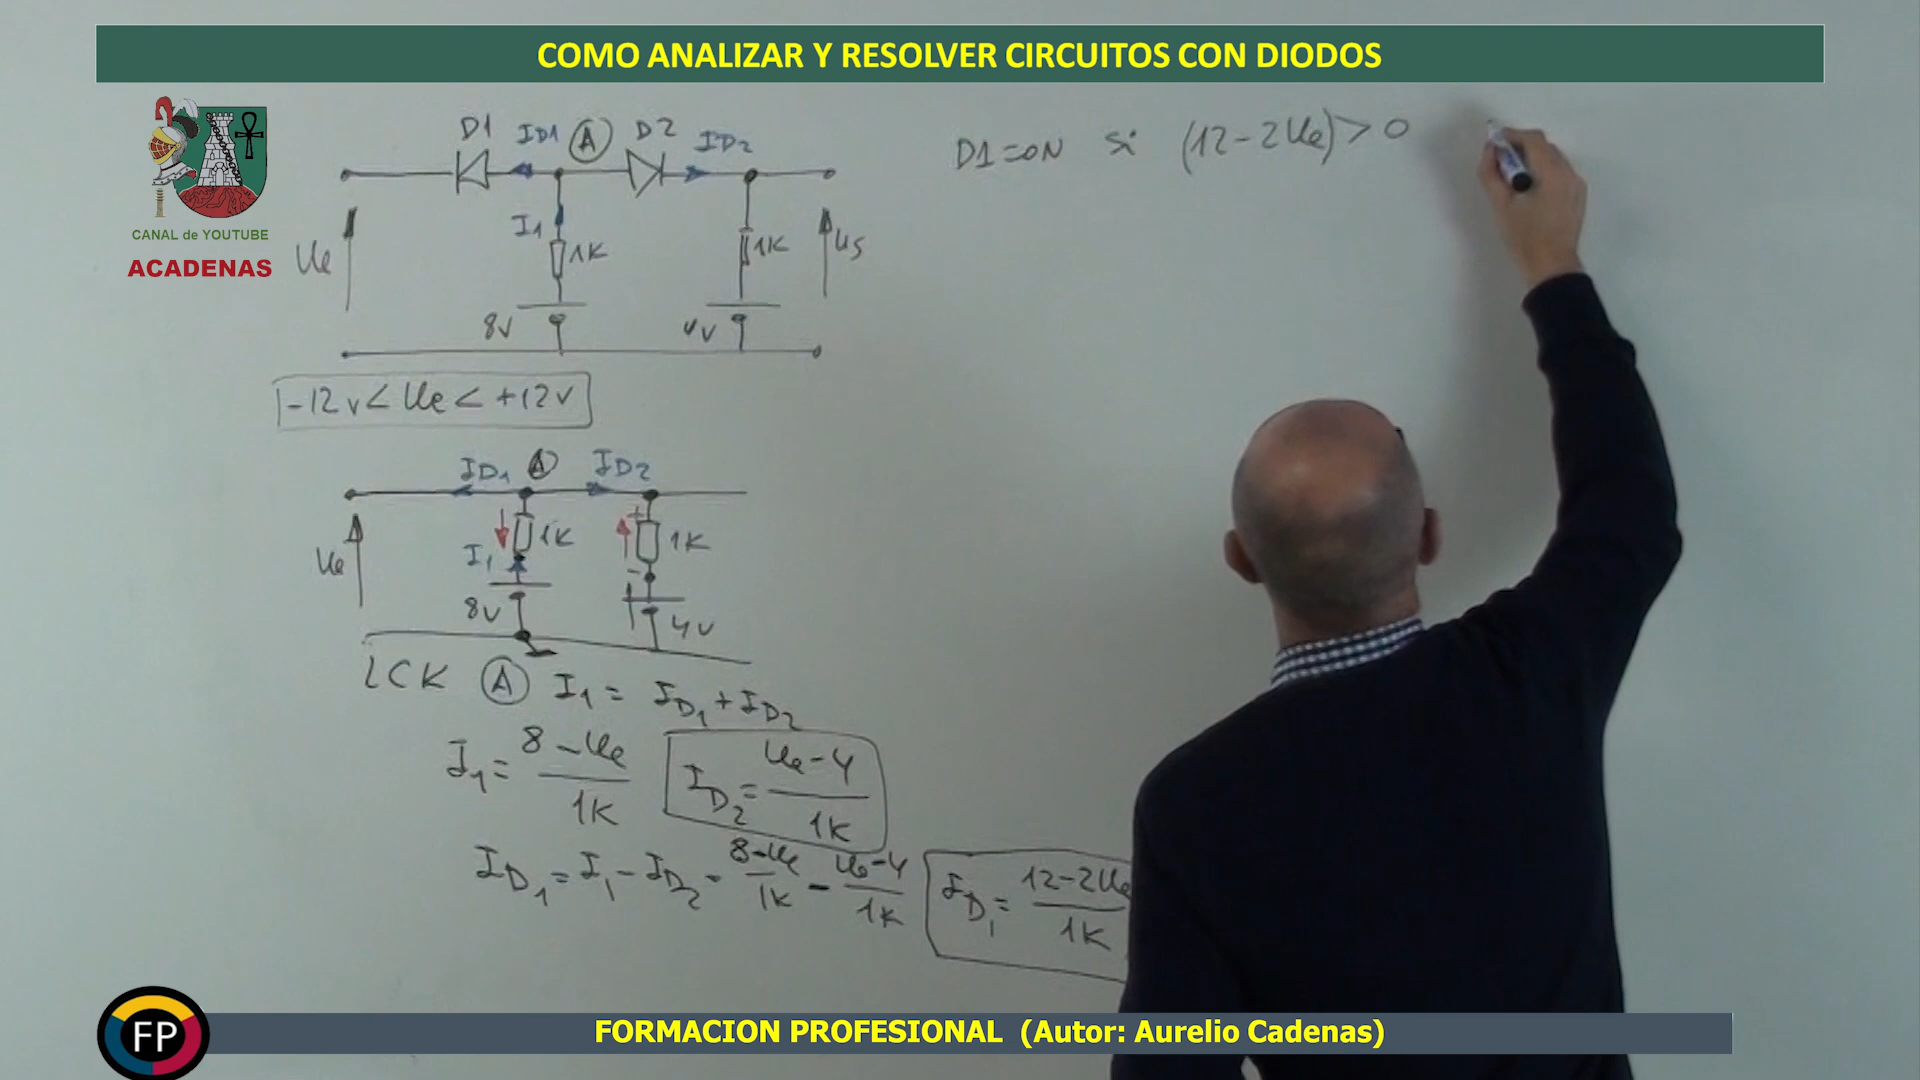 COMO ANALIZAR Y RESOLVER CIRCUITOS CON DIODOS
CANAL de YOUTUBE
ACADENAS
D1 ID1 A D2 ID2
I1 1K 1K
Ue Us
8V 4V
-12V < Ue < +12V
ID1 A ID2
1K + 1K
I1 -
Ue
8V 4V
LCK A I1 = ID1 + ID2
I1 = 8-Ue / 1K ID2 = Ue-4 / 1K
ID1 = I1 - ID2 = 8-Ue / 1K - Ue-4 / 1K ID1 = 12-2Ue / 1K
D1=ON si (12-2Ue)>0
FP
FORMACION PROFESIONAL (Autor: Aurelio Cadenas)